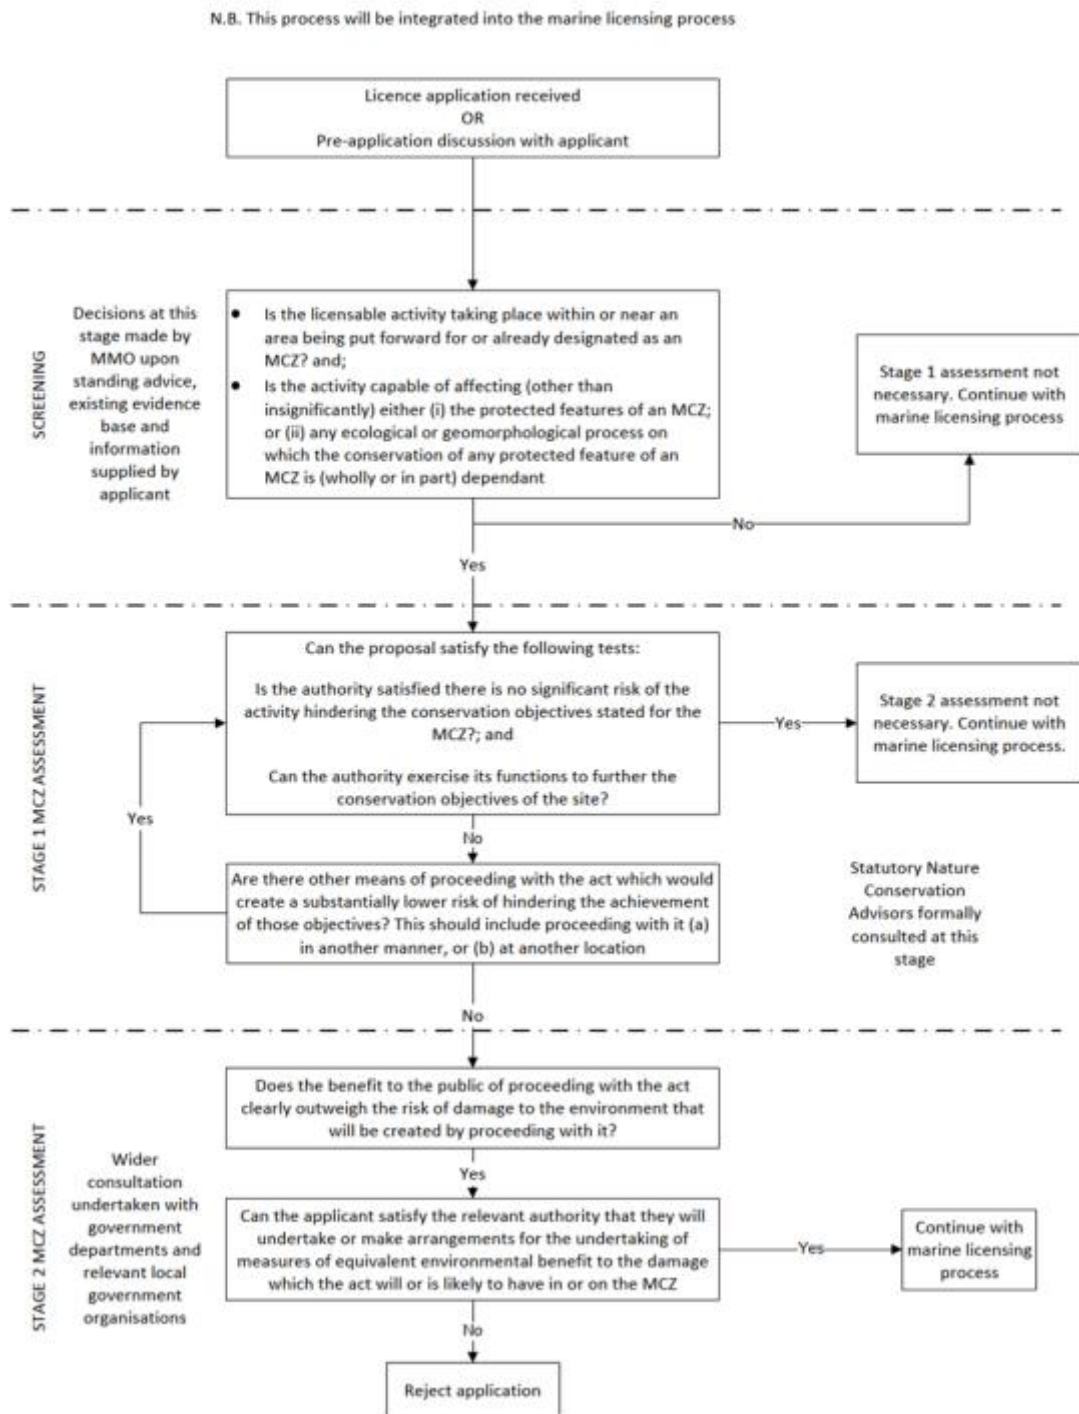 N.B. This process will be integrated into the marine licensing process
Licence application received
OR
Pre-application discussion with applicant
SCREENING
Decisions at this
stage made by
MMO upon
standing advice,
existing evidence
base and
information
supplied by
applicant
● Is the licensable activity taking place within or near an
area being put forward for or already designated as an
MCZ? and;
● Is the activity capable of affecting (other than
insignificantly) either (i) the protected features of an MCZ;
or (ii) any ecological or geomorphological process on
which the conservation of any protected feature of an
MCZ is (wholly or in part) dependant
Stage 1 assessment not
necessary. Continue with
marine licensing process
No
Yes
STAGE 1 MCZ ASSESSMENT
Can the proposal satisfy the following tests:
Is the authority satisfied there is no significant risk of the
activity hindering the conservation objectives stated for the
MCZ?; and
Can the authority exercise its functions to further the
conservation objectives of the site?
Yes
Stage 2 assessment not
necessary. Continue with
marine licensing process.
Yes
No
Are there other means of proceeding with the act which would
create a substantially lower risk of hindering the achievement
of those objectives? This should include proceeding with it (a)
in another manner, or (b) at another location
Statutory Nature
Conservation
Advisors formally
consulted at this
stage
No
STAGE 2 MCZ ASSESSMENT
Wider
consultation
undertaken with
government
departments and
relevant local
government
organisations
Does the benefit to the public of proceeding with the act
clearly outweigh the risk of damage to the environment that
will be created by proceeding with it?
Yes
Can the applicant satisfy the relevant authority that they will
undertake or make arrangements for the undertaking of
measures of equivalent environmental benefit to the damage
which the act will or is likely to have in or on the MCZ
Yes
Continue with
marine licensing
process
No
Reject application